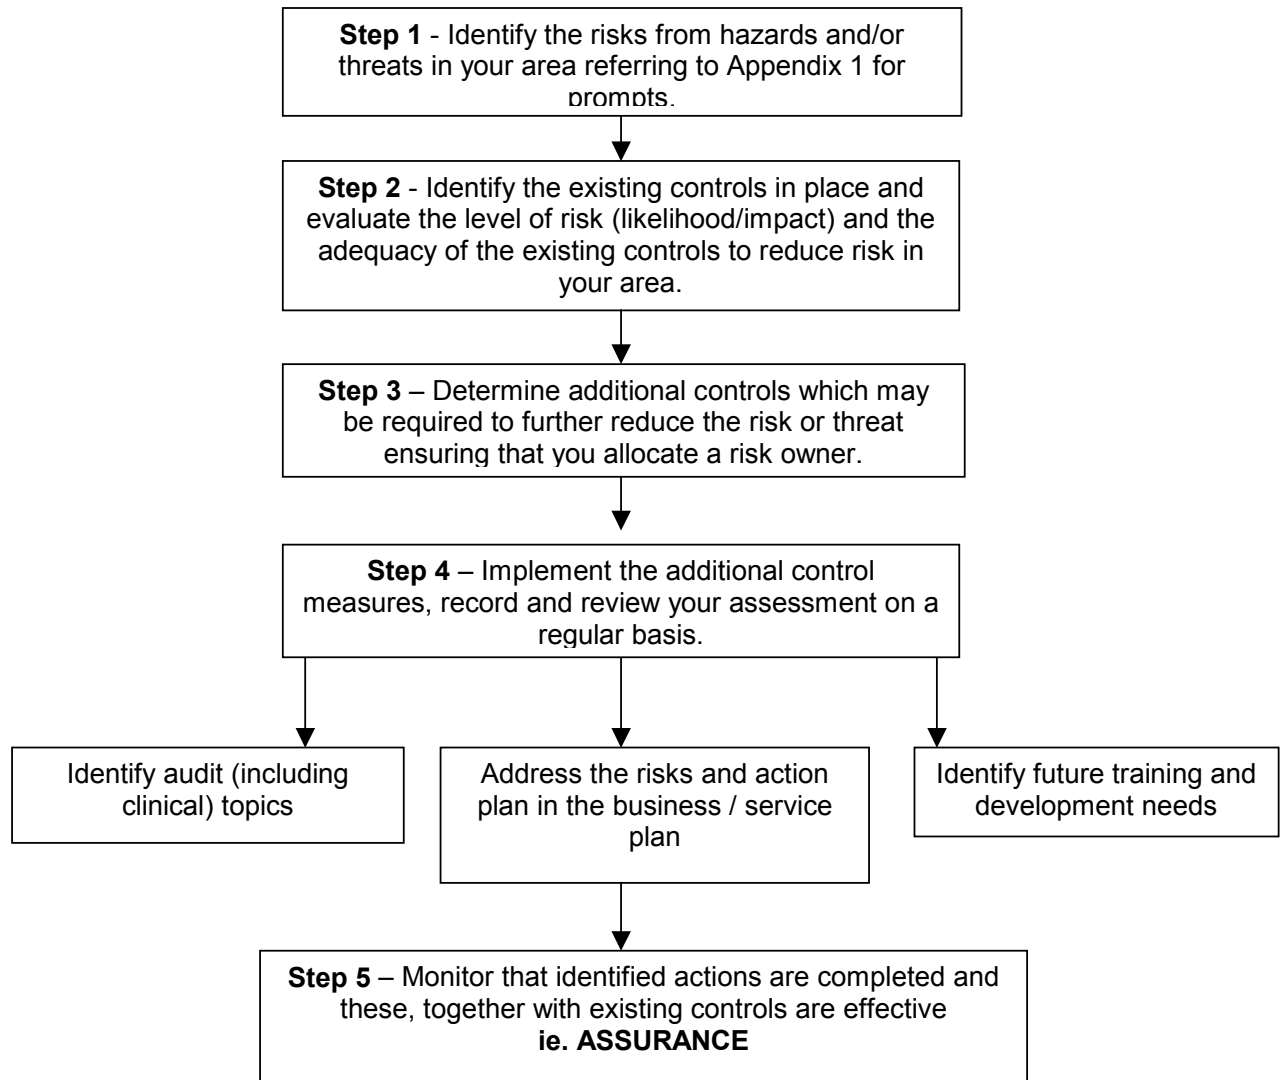 Step 1 - Identify the risks from hazards and/or
threats in your area referring to Appendix 1 for
prompts.
Step 2 - Identify the existing controls in place and
evaluate the level of risk (likelihood/impact) and the
adequacy of the existing controls to reduce risk in
your area.
Step 3 – Determine additional controls which may
be required to further reduce the risk or threat
ensuring that you allocate a risk owner.
Step 4 – Implement the additional control
measures, record and review your assessment on a
regular basis.
Identify audit (including
clinical) topics
Address the risks and action
plan in the business / service
plan
Identify future training and
development needs
Step 5 – Monitor that identified actions are completed and
these, together with existing controls are effective
ie. ASSURANCE